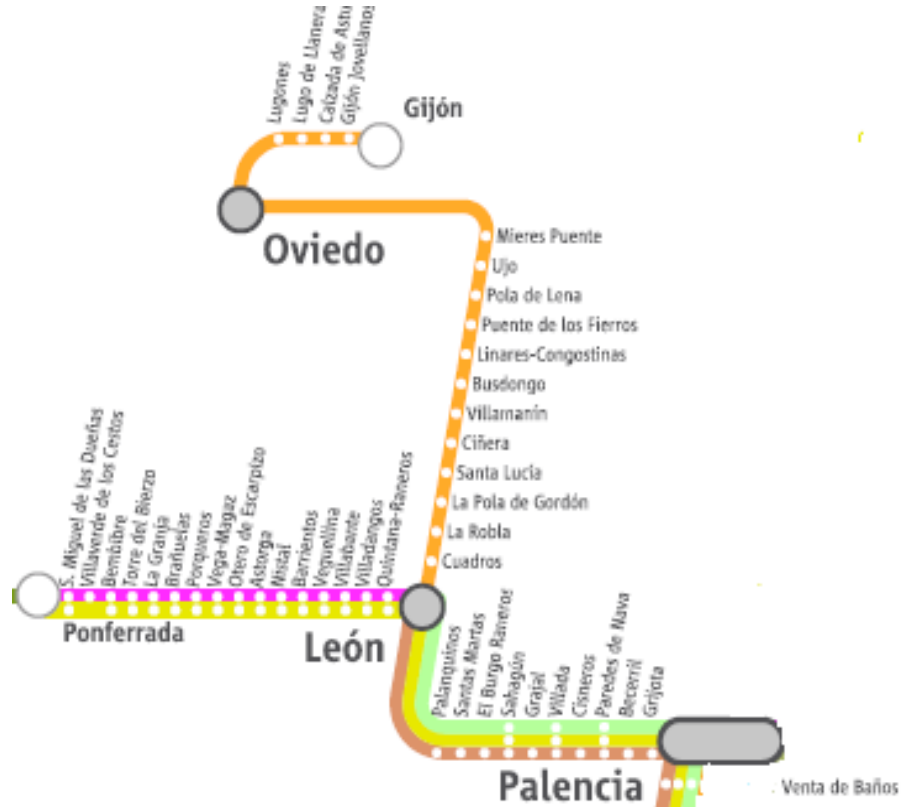 Lugones
Lugo de Llanera
Calzada de Astu
Gijón Jovellanos
Gijón
Oviedo
Mieres Puente
Ujo
Pola de Lena
Puente de los Fierros
Linares-Congostinas
Busdongo
Villamanín
Ciñera
Santa Lucía
La Pola de Gordón
La Robla
Cuadros
S. Miguel de las Dueñas
Villaverde de los Cestos
Bembibre
Torre del Bierzo
La Granja
Brañuelas
Porqueros
Vega-Magaz
Otero de Escarpizo
Astorga
Nistal
Barrientos
Veguellina
Villabante
Villadangos
Quintana-Raneros
Ponferrada
León
Palanquinos
Santas Martas
El Burgo Raneros
Sahagún
Grajal
Villada
Cisneros
Paredes de Nava
Becerril
Grijota
Palencia
Venta de Baños